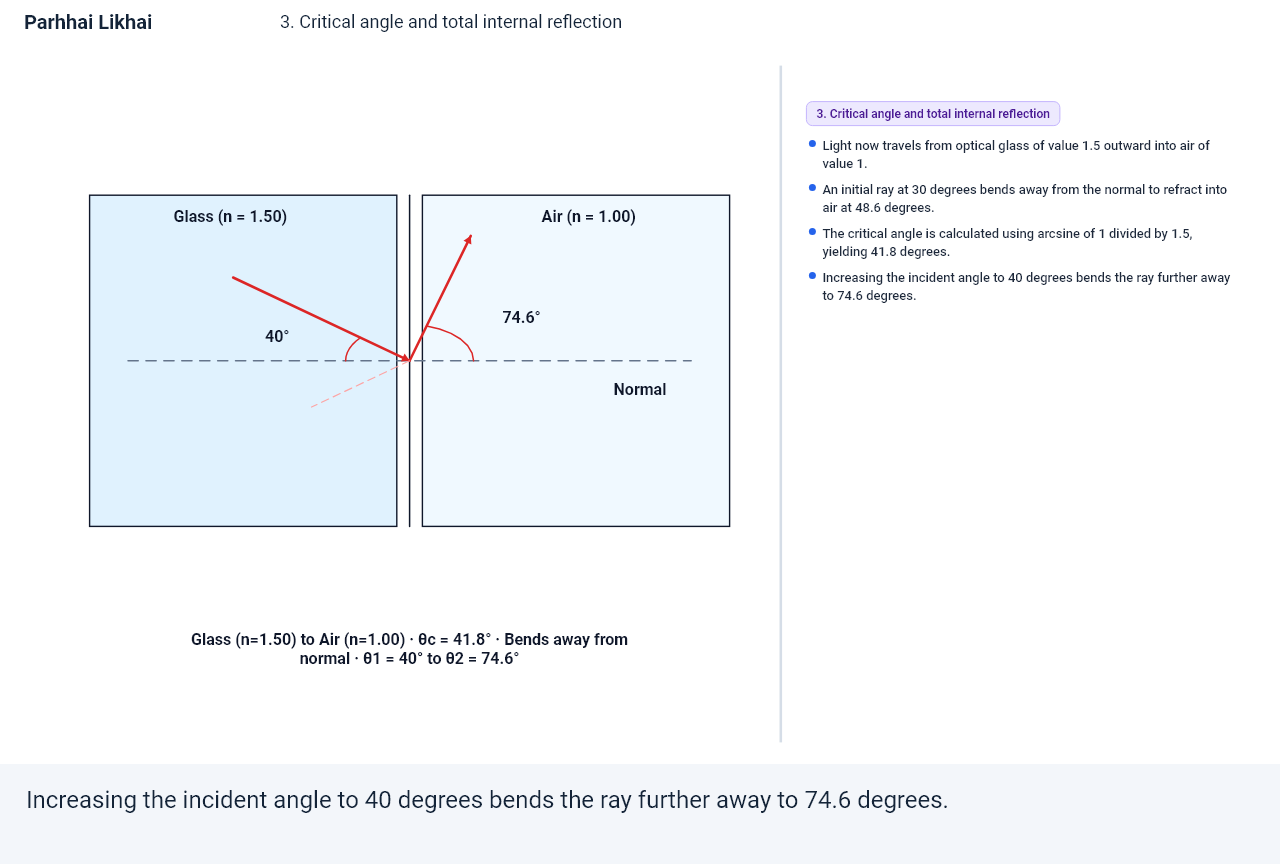 Parhhai Likhai
3. Critical angle and total internal reflection
Glass (n = 1.50)
Air (n = 1.00)
40°
74.6°
Normal
Glass (n=1.50) to Air (n=1.00) · θc = 41.8° · Bends away from
normal · θ1 = 40° to θ2 = 74.6°
3. Critical angle and total internal reflection
Light now travels from optical glass of value 1.5 outward into air of
value 1.
An initial ray at 30 degrees bends away from the normal to refract into
air at 48.6 degrees.
The critical angle is calculated using arcsine of 1 divided by 1.5,
yielding 41.8 degrees.
Increasing the incident angle to 40 degrees bends the ray further away
to 74.6 degrees.
Increasing the incident angle to 40 degrees bends the ray further away to 74.6 degrees.